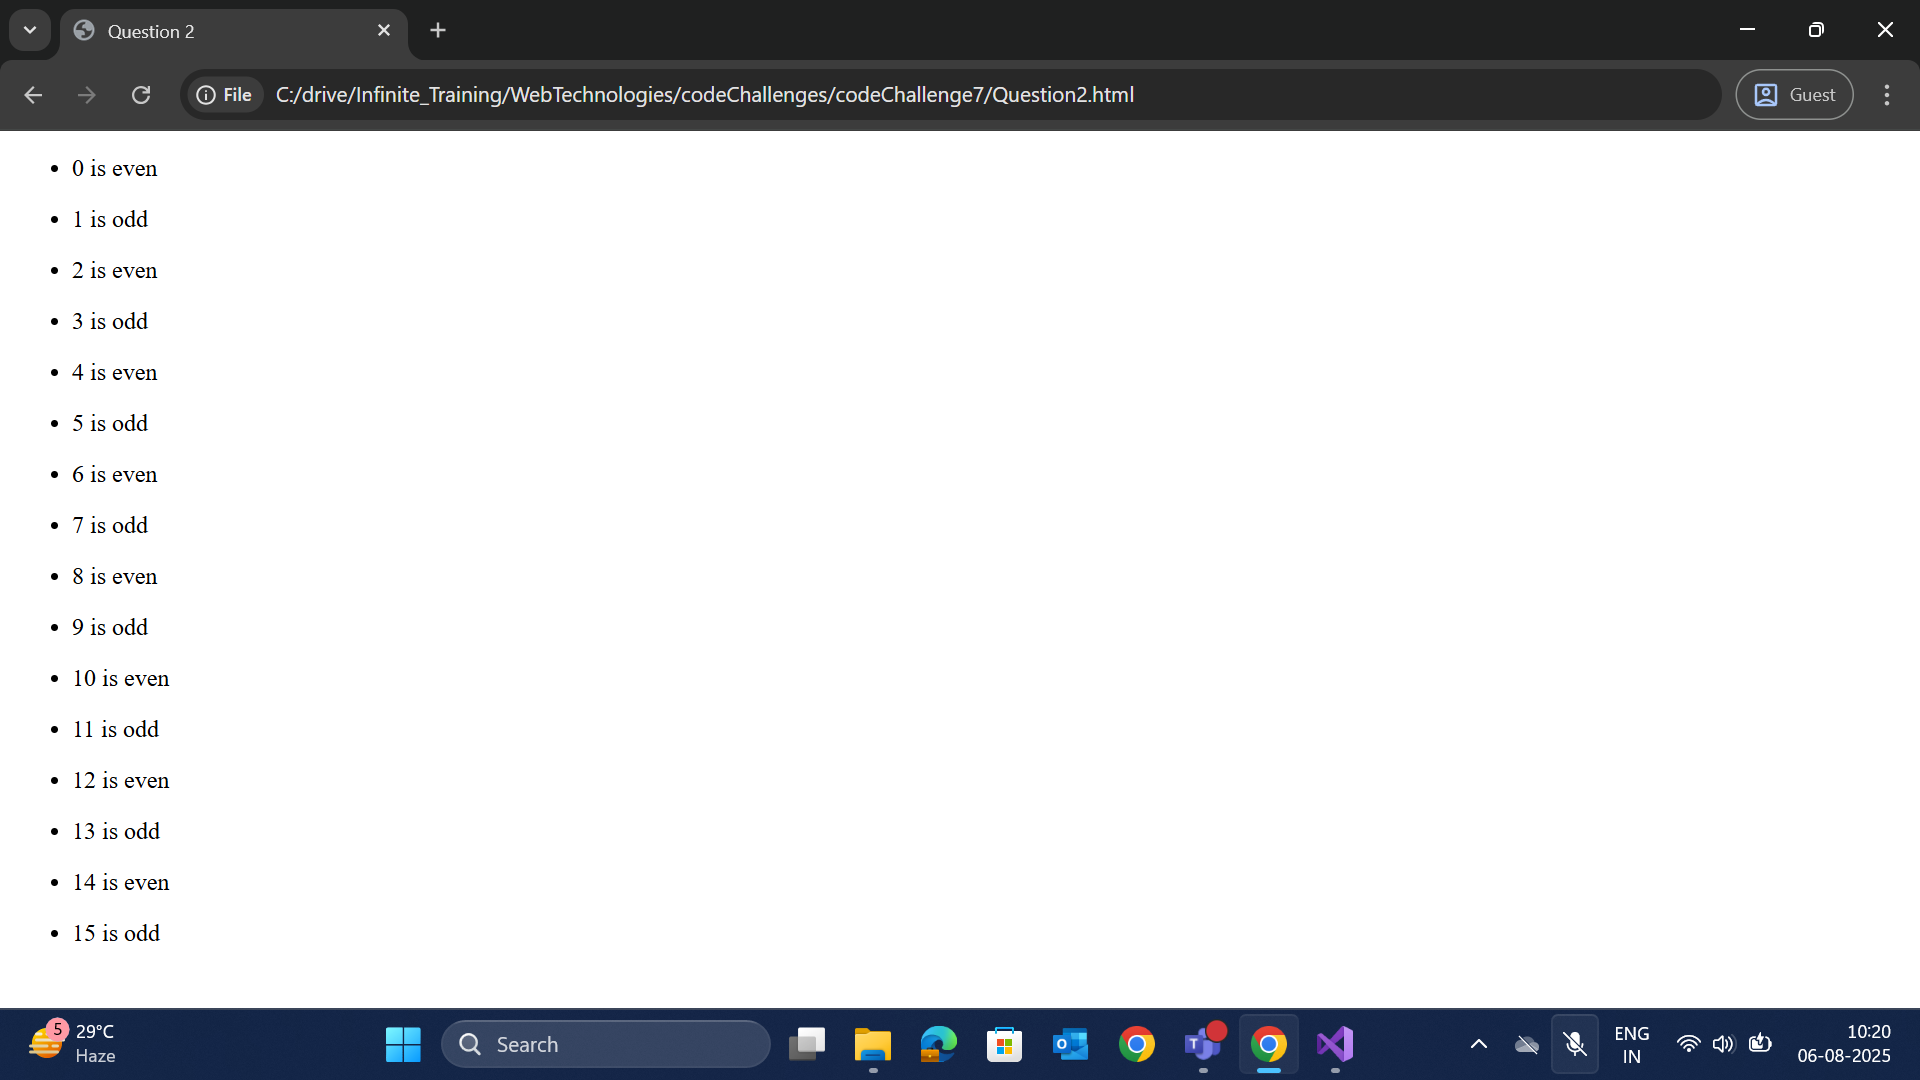 Question 2
File
C:/drive/Infinite_Training/WebTechnologies/codeChallenges/codeChallenge7/Question2.html
Guest
• 0 is even
• 1 is odd
• 2 is even
• 3 is odd
• 4 is even
• 5 is odd
• 6 is even
• 7 is odd
• 8 is even
• 9 is odd
• 10 is even
• 11 is odd
• 12 is even
• 13 is odd
• 14 is even
• 15 is odd
5
29°C
Haze
Search
ENG
IN
10:20
06-08-2025